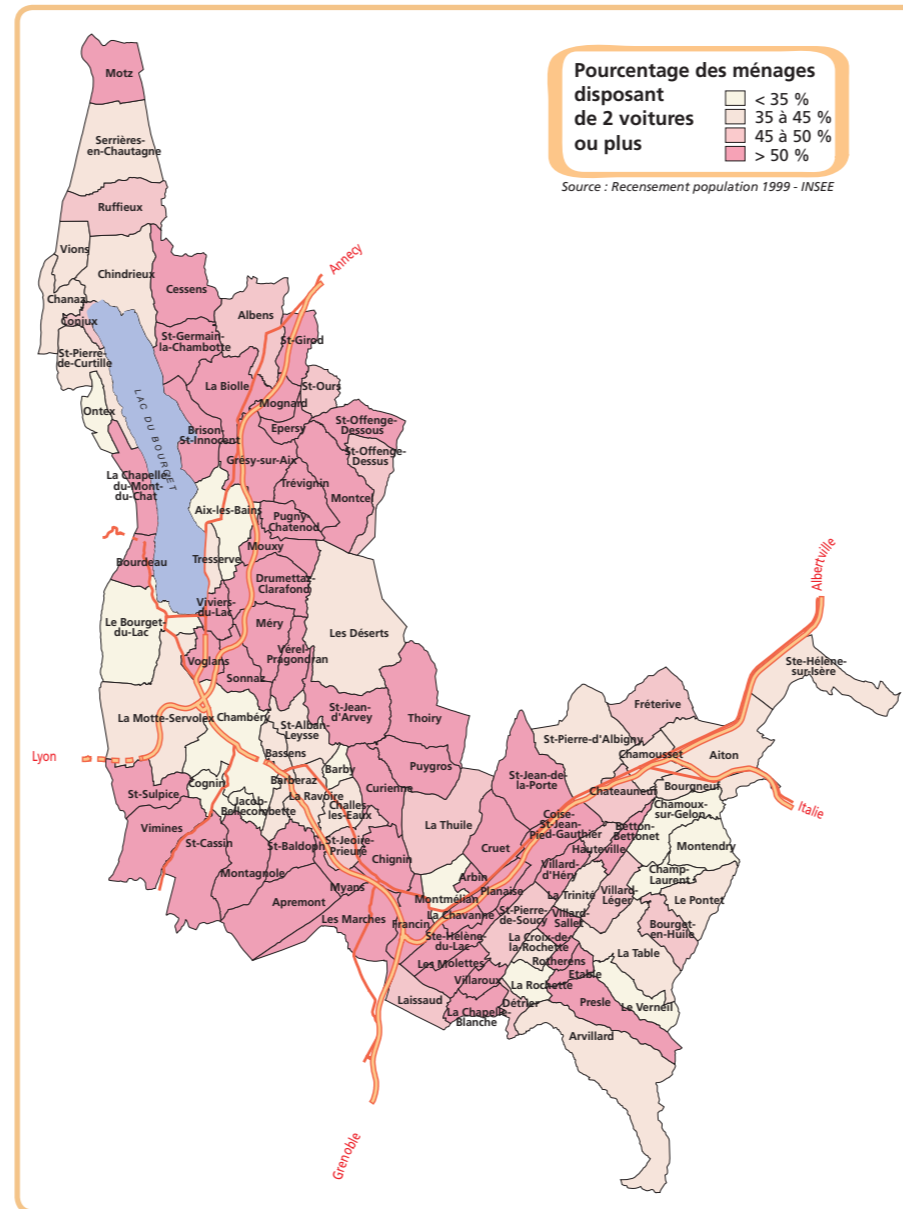 Pourcentage des ménages
disposant
de 2 voitures
ou plus
< 35 %
35 à 45 %
45 à 50 %
> 50 %
Source : Recensement population 1999 - INSEE
Motz
Serrières-
en-Chautagne
Ruffieux
Vions
Chindrieux
Chanaz
Conjux
St-Pierre-
de-Curtille
Ontex
LAC DU BOURGET
Cessens
Albens
Annecy
St-Germain-
la-Chambotte
St-Girod
La Biolle
St-Ours
Mognard
Brison-
St-Innocent
Epersy
St-Offenge-
Dessous
St-Offenge-
Dessus
Grésy-sur-Aix
La Chapelle-
du-Mont-
du-Chat
Trévignin
Montcel
Aix-les-Bains
Pugny-
Chatenod
Mouxy
Tresserve
Bourdeau
Drumettaz-
Clarafond
Viviers-
du-Lac
Le Bourget-
du-Lac
Méry
Les Déserts
Voglans
Vérel-
Pragondran
Sonnaz
Albertville
Ste-Hélène-
sur-Isère
La Motte-Servolex
Chambéry
St-Alban-
Leysse
St-Jean-
d'Arvey
Thoiry
Fréterive
St-Pierre-d'Albigny
Chamousset
Aiton
Lyon
Bassens
Barby
Puygros
St-Jean-de-
la-Porte
Bourgneuf
Chateauneuf
Italie
St-Sulpice
Cognin
Barberaz
La Ravoire
Curienne
Challes-
les-Eaux
Jacob-
Bellecombette
Vimines
St-Cassin
St-Baldoph
St-Jeoire-
Prieuré
La Thuile
Coise-
St-Jean-
Pied-Gauthier
Chamoux-
sur-Gelon
Betton-
Bettonet
Montendry
Hauteville
Cruet
Chignin
Montagnole
Arbin
Villard-
d'Héry
Champ-
Laurent
Apremont
Myans
Montmélian
Planaise
La Trinité
Villard-
Léger
Le Pontet
Les Marches
Francin
La Chavanne
St-Pierre-
de-Soucy
Villard-
Sallet
Bourget-
en-Huile
Ste-Hélène-
du-Lac
La Croix-de-
la-Rochette
La Table
Les Molettes
Rotherens
Villaroux
La Rochette
Etable
Laissaud
La Chapelle-
Blanche
Détrier
Presle
Le Verneil
Arvillard
Grenoble